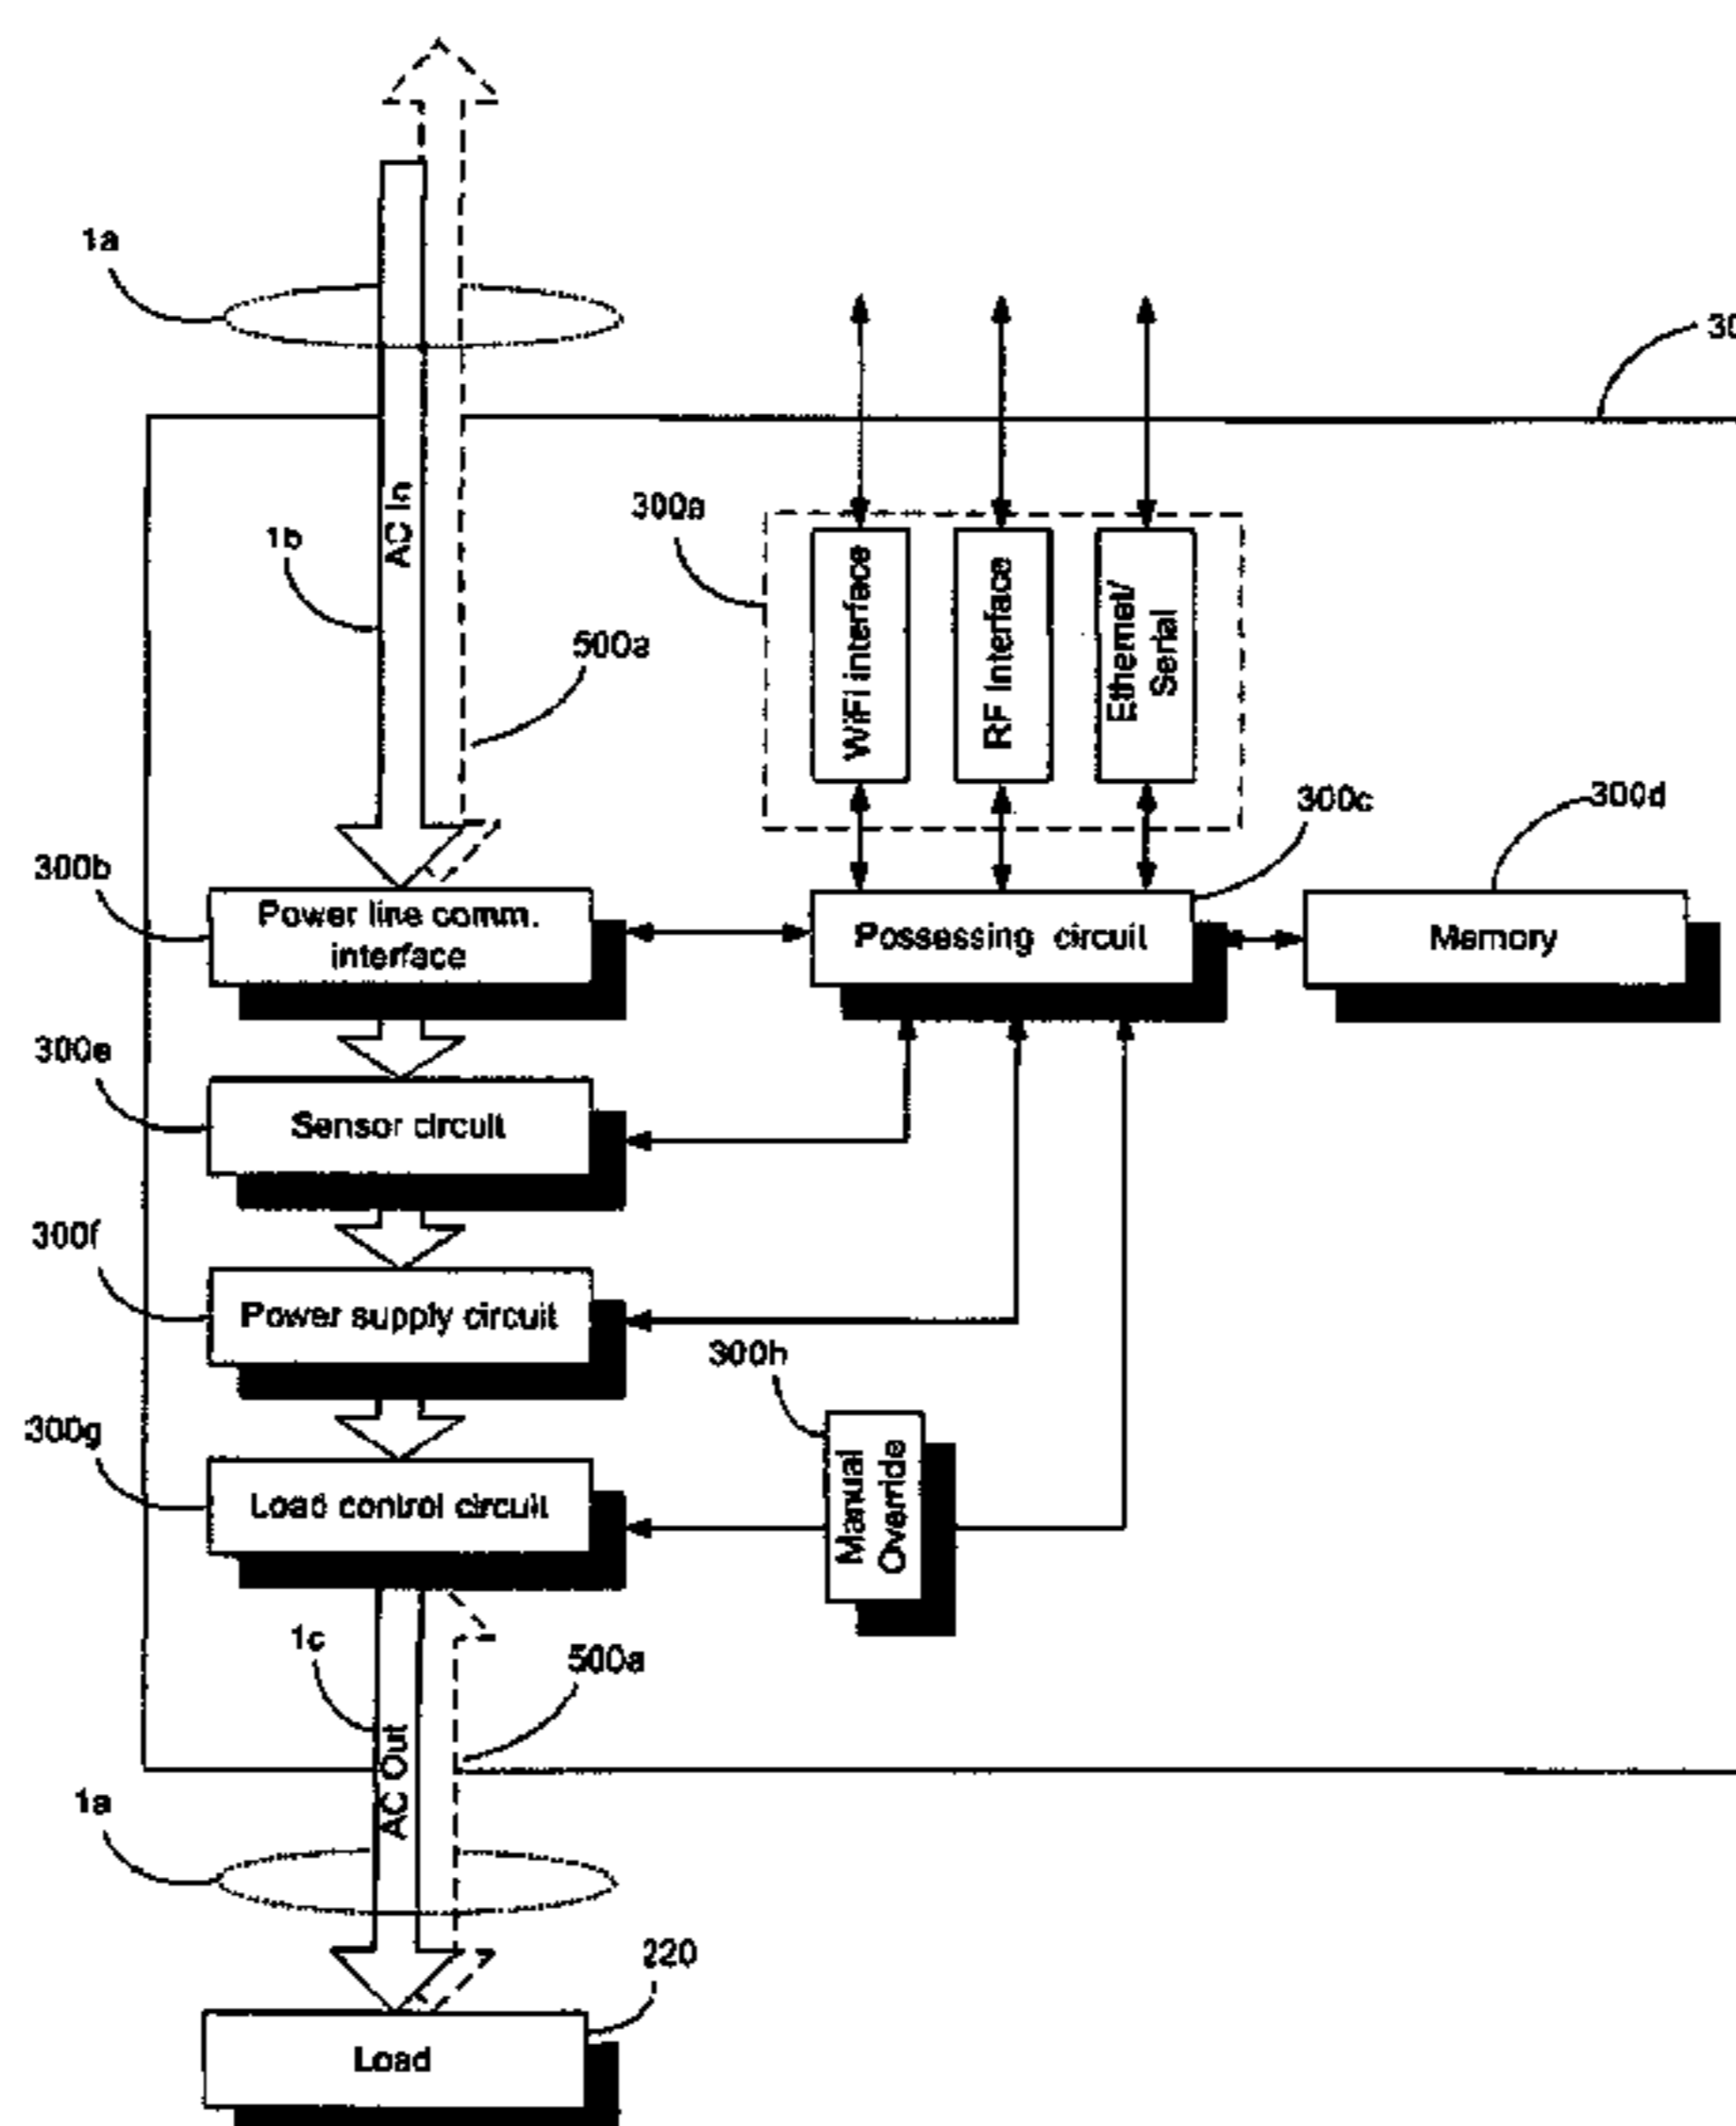 1a
30
AC In
1b
300a
500a
WiFi interface
RF Interface
Ethernet/
Serial
300c
300d
300b
Power line comm.
interface
Possessing circuit
Memory
300e
Sensor circuit
300f
Power supply circuit
300h
300g
Load control circuit
Manual
Override
1c
500a
AC Out
1a
220
Load